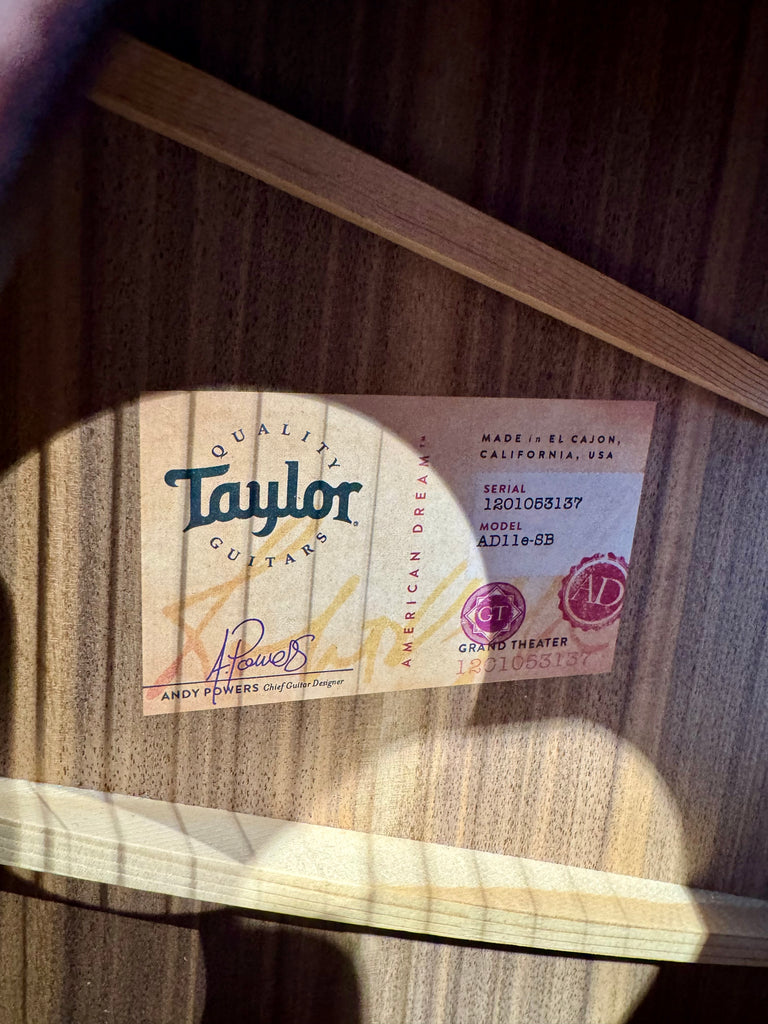 QUALITY
Taylor®
GUITARS
A. Powers
ANDY POWERS Chief Guitar Designer
AMERICAN DREAM™
MADE in EL CAJON,
CALIFORNIA, USA
SERIAL
1201053137
MODEL
AD11e-SB
GT
AD
GRAND THEATER
1201053137